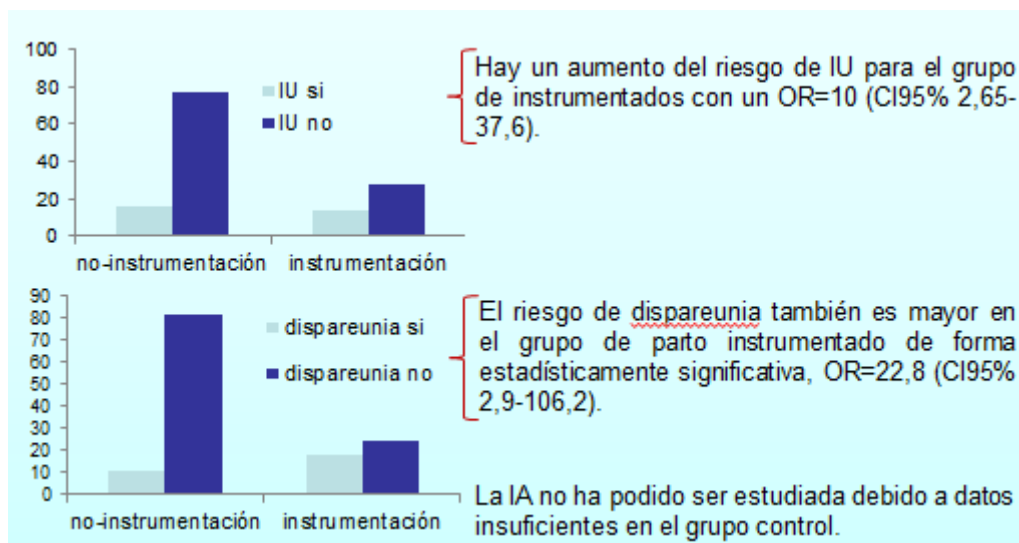 100
80
60
40
20
0
IU si
IU no
no-instrumentación instrumentación
Hay un aumento del riesgo de IU para el grupo
de instrumentados con un OR=10 (CI95% 2,65-
37,6).
90
80
70
60
50
40
30
20
10
0
dispareunia si
dispareunia no
no-instrumentación instrumentación
El riesgo de dispareunia también es mayor en
el grupo de parto instrumentado de forma
estadísticamente significativa, OR=22,8 (CI95%
2,9-106,2).
La IA no ha podido ser estudiada debido a datos
insuficientes en el grupo control.